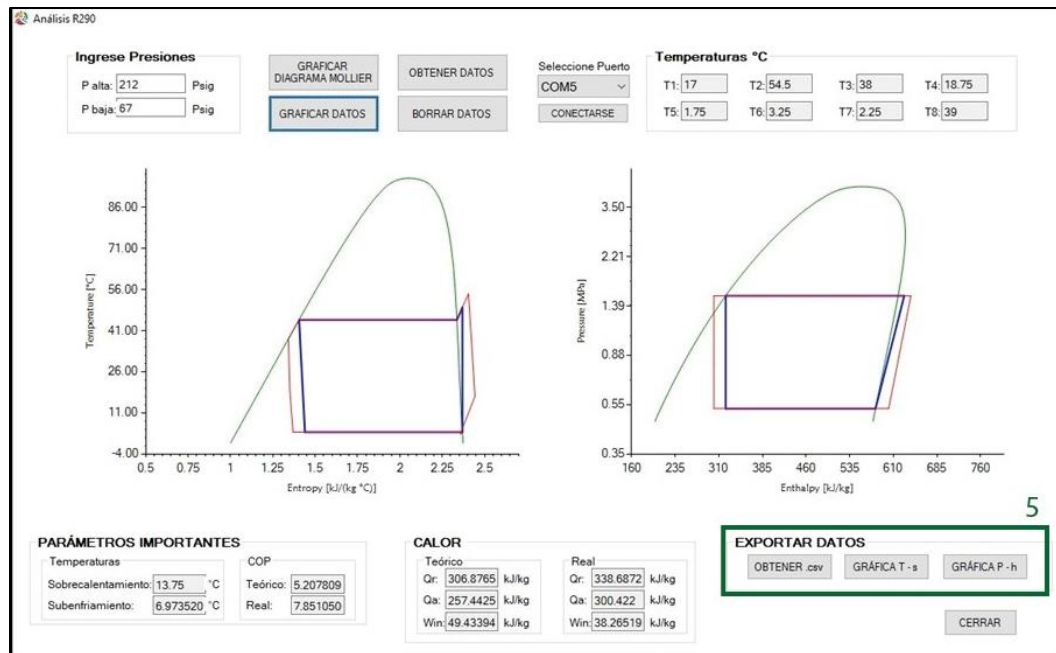 Análisis R290
Ingrese Presiones
P alta: 212 Psig
P baja: 67 Psig
GRAFICAR
DIAGRAMA MOLLIER
OBTENER DATOS
GRAFICAR DATOS
BORRAR DATOS
Seleccione Puerto
COM5
CONECTARSE
Temperaturas °C
T1: 17 T2: 54.5 T3: 38 T4: 18.75
T5: 1.75 T6: 3.25 T7: 2.25 T8: 39
Temperature [°C]
86.00
71.00
56.00
41.00
26.00
11.00
-4.00
0.5 0.75 1 1.25 1.5 1.75 2 2.25 2.5
Entropy [kJ/(kg °C)]
Pressure [MPa]
3.50
2.21
1.39
0.88
0.55
0.35
160 235 310 385 460 535 610 685 760
Enthalpy [kJ/kg]
PARÁMETROS IMPORTANTES
Temperaturas
Sobrecalentamiento: 13.75 °C
Subenfriamiento: 6.973520 °C
COP
Teórico: 5.207809
Real: 7.851050
CALOR
Teórico
Qr: 306.8765 kJ/kg
Qa: 257.4425 kJ/kg
Win: 49.43394 kJ/kg
Real
Qr: 338.6872 kJ/kg
Qa: 300.422 kJ/kg
Win: 38.26519 kJ/kg
5
EXPORTAR DATOS
OBTENER .csv
GRÁFICA T - s
GRÁFICA P - h
CERRAR